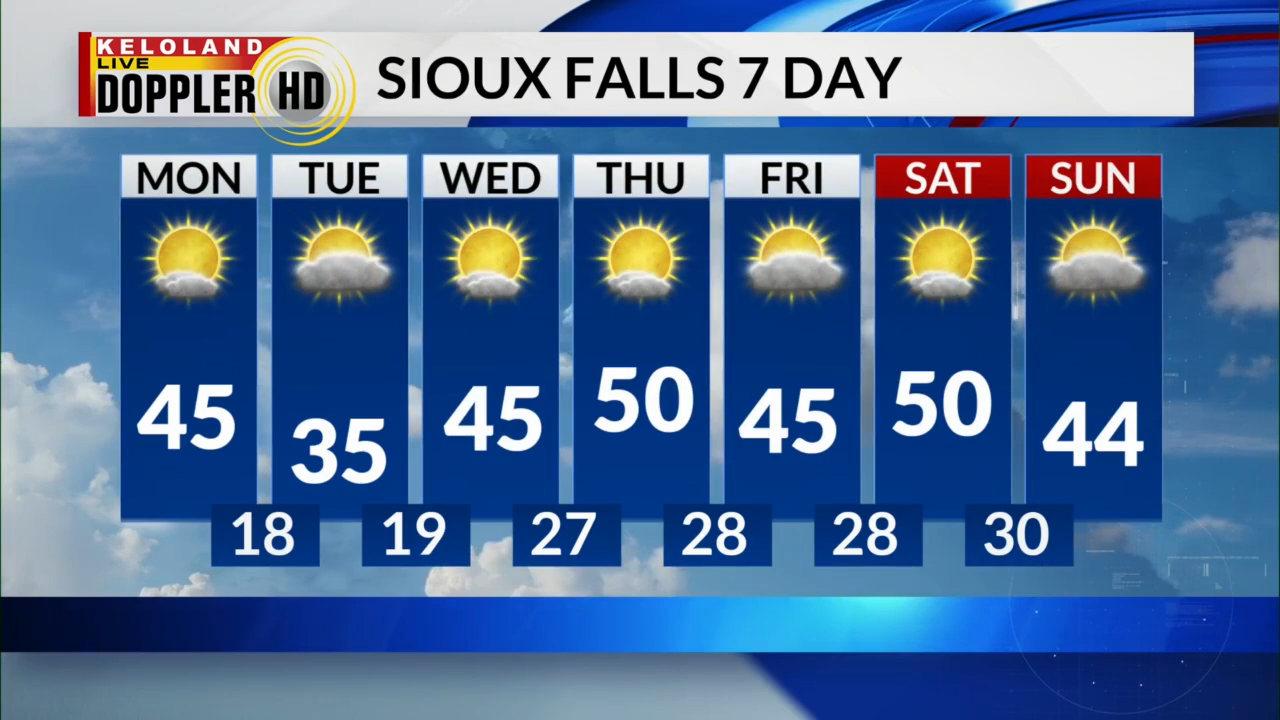 KELOLAND
LIVE
DOPPLER HD
SIOUX FALLS 7 DAY
MON TUE WED THU FRI SAT SUN
45 35 45 50 45 50 44
18 19 27 28 28 30